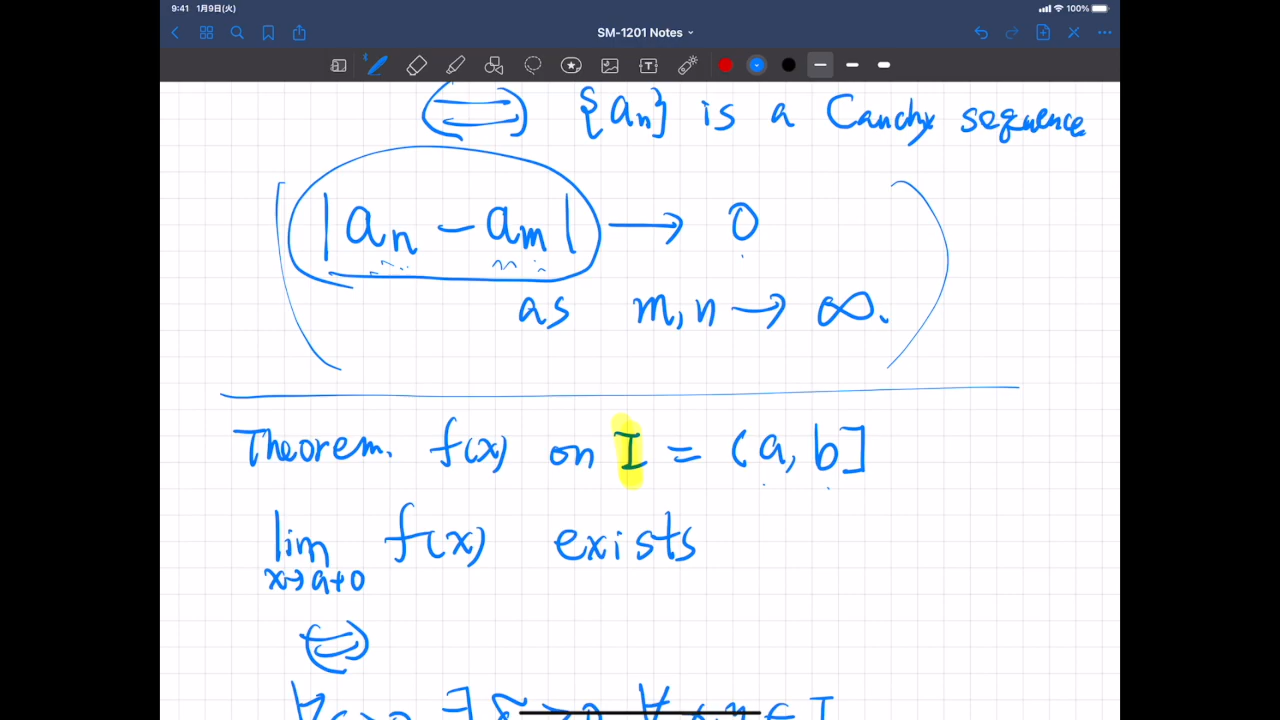 9:41 1月9日(火) 100%
SM-1201 Notes
⟺ {aₙ} is a Cauchy sequence
|aₙ − aₘ| → 0
as m, n → ∞.
Theorem. f(x) on I = (a, b]
lim f(x) exists
x→a+0
⟺